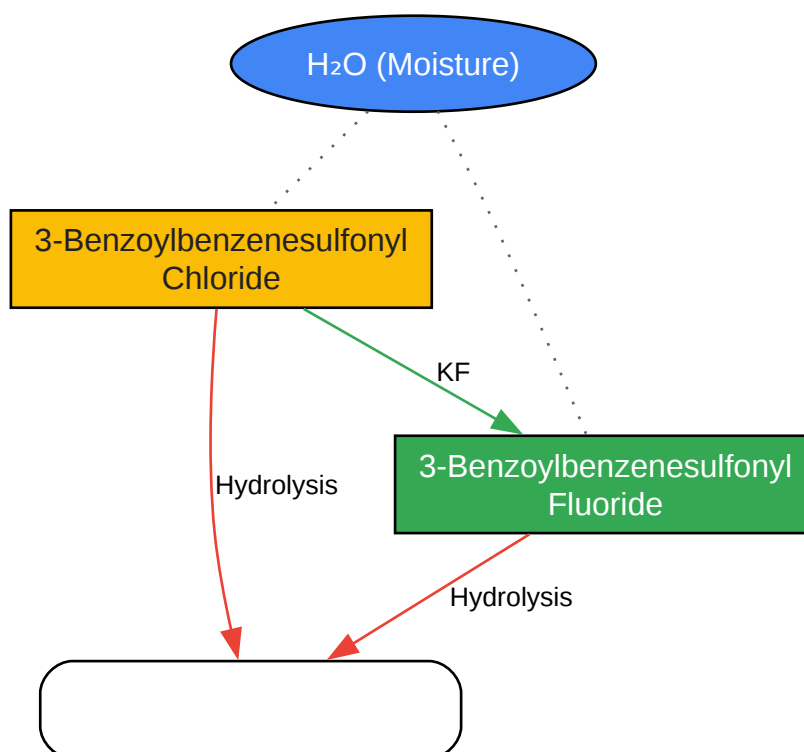 H₂O (Moisture)
3-Benzoylbenzenesulfonyl
Chloride
KF
3-Benzoylbenzenesulfonyl
Fluoride
Hydrolysis
Hydrolysis